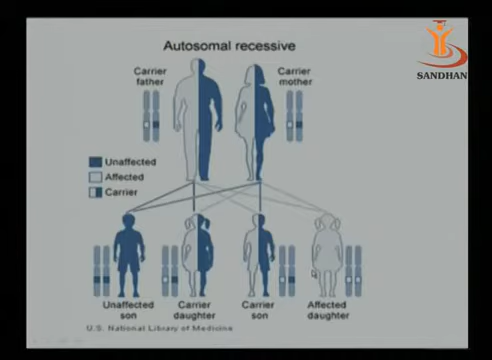 Autosomal recessive
SANDHAN
Carrier father
Carrier mother
Unaffected
Affected
Carrier
Unaffected son
Carrier daughter
Carrier son
Affected daughter
U.S. National Library of Medicine